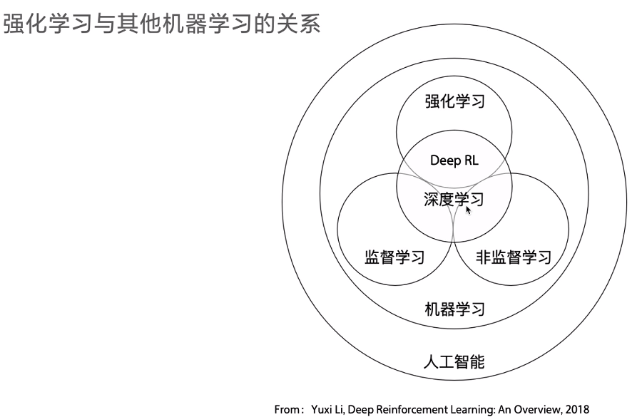 强化学习与其他机器学习的关系
强化学习
Deep RL
深度学习
监督学习
非监督学习
机器学习
人工智能
From： Yuxi Li, Deep Reinforcement Learning: An Overview, 2018